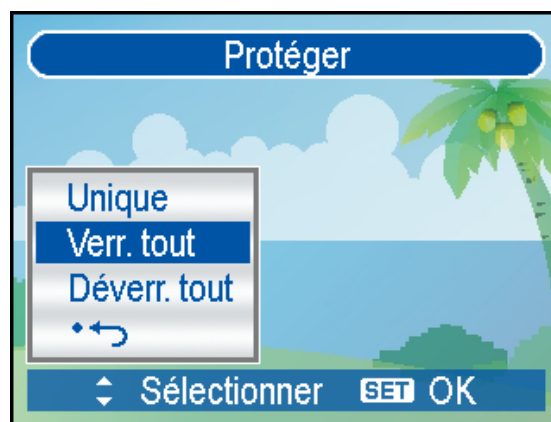 Protéger
Unique
Verr. tout
Déverr. tout
Sélectionner SET OK